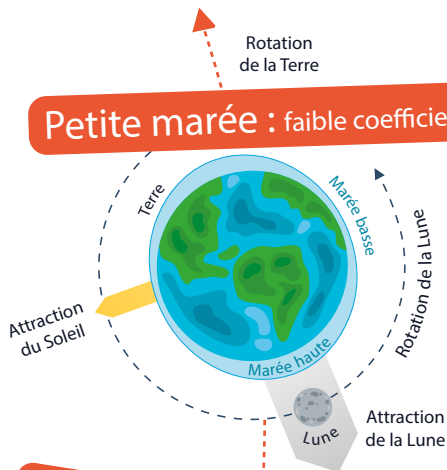 Rotation
de la Terre
Petite marée : faible coefficie
Terre
Marée basse
Rotation de la Lune
Attraction
du Soleil
Marée haute
Lune
Attraction
de la Lune